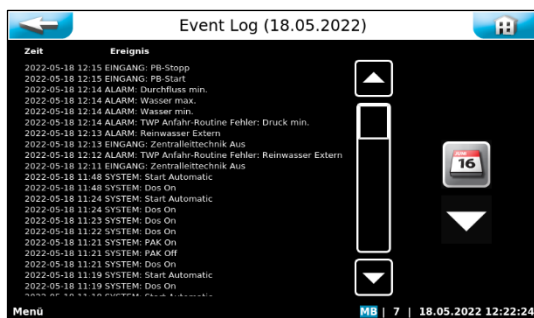 Event Log (18.05.2022)
Zeit Ereignis
2022-05-18 12:15 EINGANG: PB-Stopp
2022-05-18 12:15 EINGANG: PB-Start
2022-05-18 12:14 ALARM: Durchfluss min.
2022-05-18 12:14 ALARM: Wasser max.
2022-05-18 12:14 ALARM: Wasser min.
2022-05-18 12:14 ALARM: TWP Anfahr-Routine Fehler: Druck min.
2022-05-18 12:13 ALARM: Reinwasser Extern
2022-05-18 12:13 EINGANG: Zentralleittechnik Aus
2022-05-18 12:12 ALARM: TWP Anfahr-Routine Fehler: Reinwasser Extern
2022-05-18 12:11 EINGANG: Zentralleittechnik Aus
2022-05-18 11:48 SYSTEM: Start Automatic
2022-05-18 11:48 SYSTEM: Dos On
2022-05-18 11:24 SYSTEM: Start Automatic
2022-05-18 11:24 SYSTEM: Dos On
2022-05-18 11:23 SYSTEM: Dos On
2022-05-18 11:22 SYSTEM: Dos On
2022-05-18 11:21 SYSTEM: PAK On
2022-05-18 11:21 SYSTEM: PAK Off
2022-05-18 11:21 SYSTEM: Dos On
2022-05-18 11:19 SYSTEM: Start Automatic
2022-05-18 11:19 SYSTEM: Dos On
2022-05-18 11:18 SYSTEM: Start Automatic
16
Menü MB | 7 | 18.05.2022 12:22:24